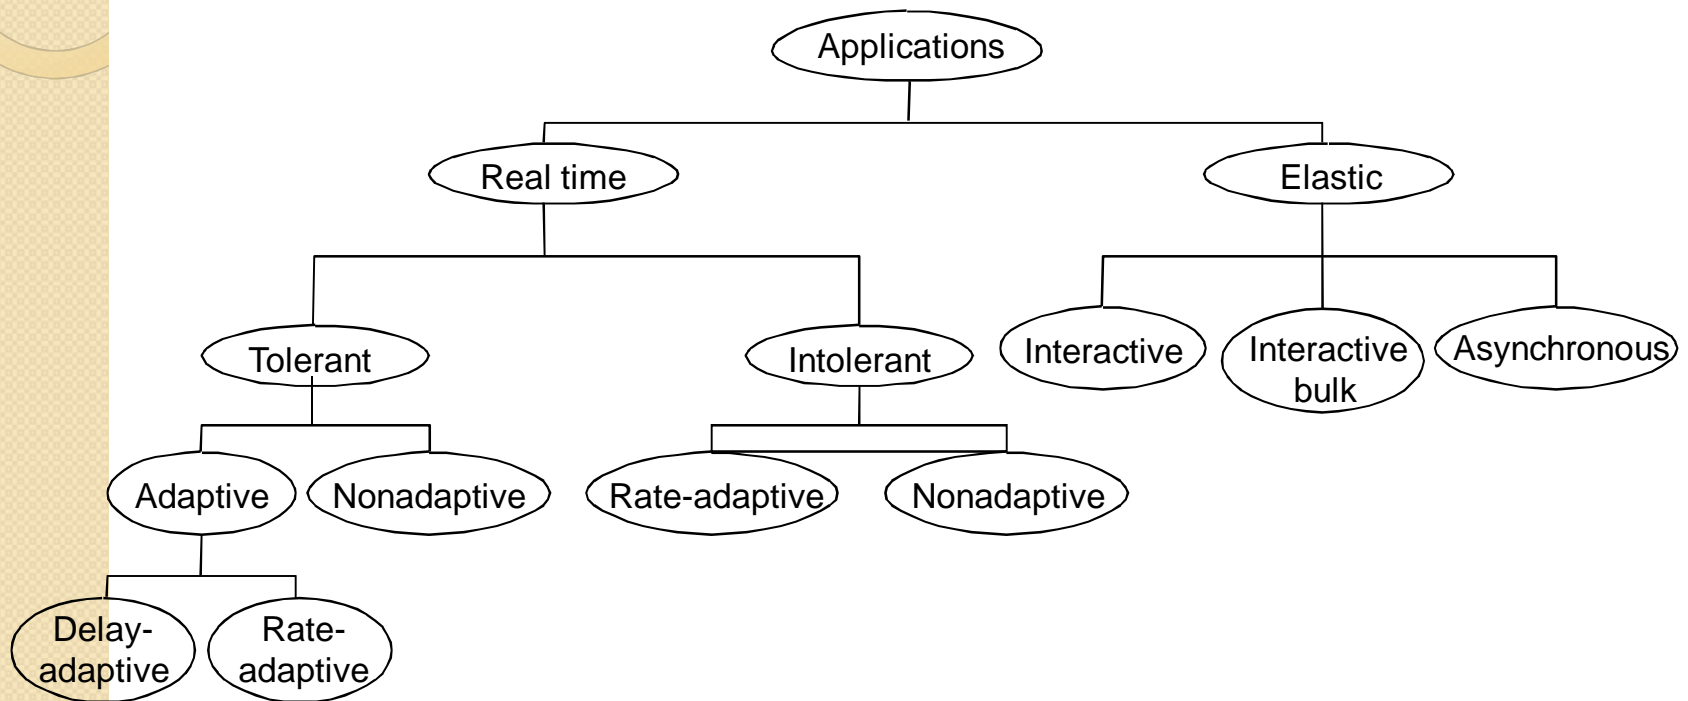 Applications
Real time
Elastic
Tolerant
Intolerant
Interactive
Interactive
bulk
Asynchronous
Adaptive
Nonadaptive
Rate-adaptive
Nonadaptive
Delay-
adaptive
Rate-
adaptive